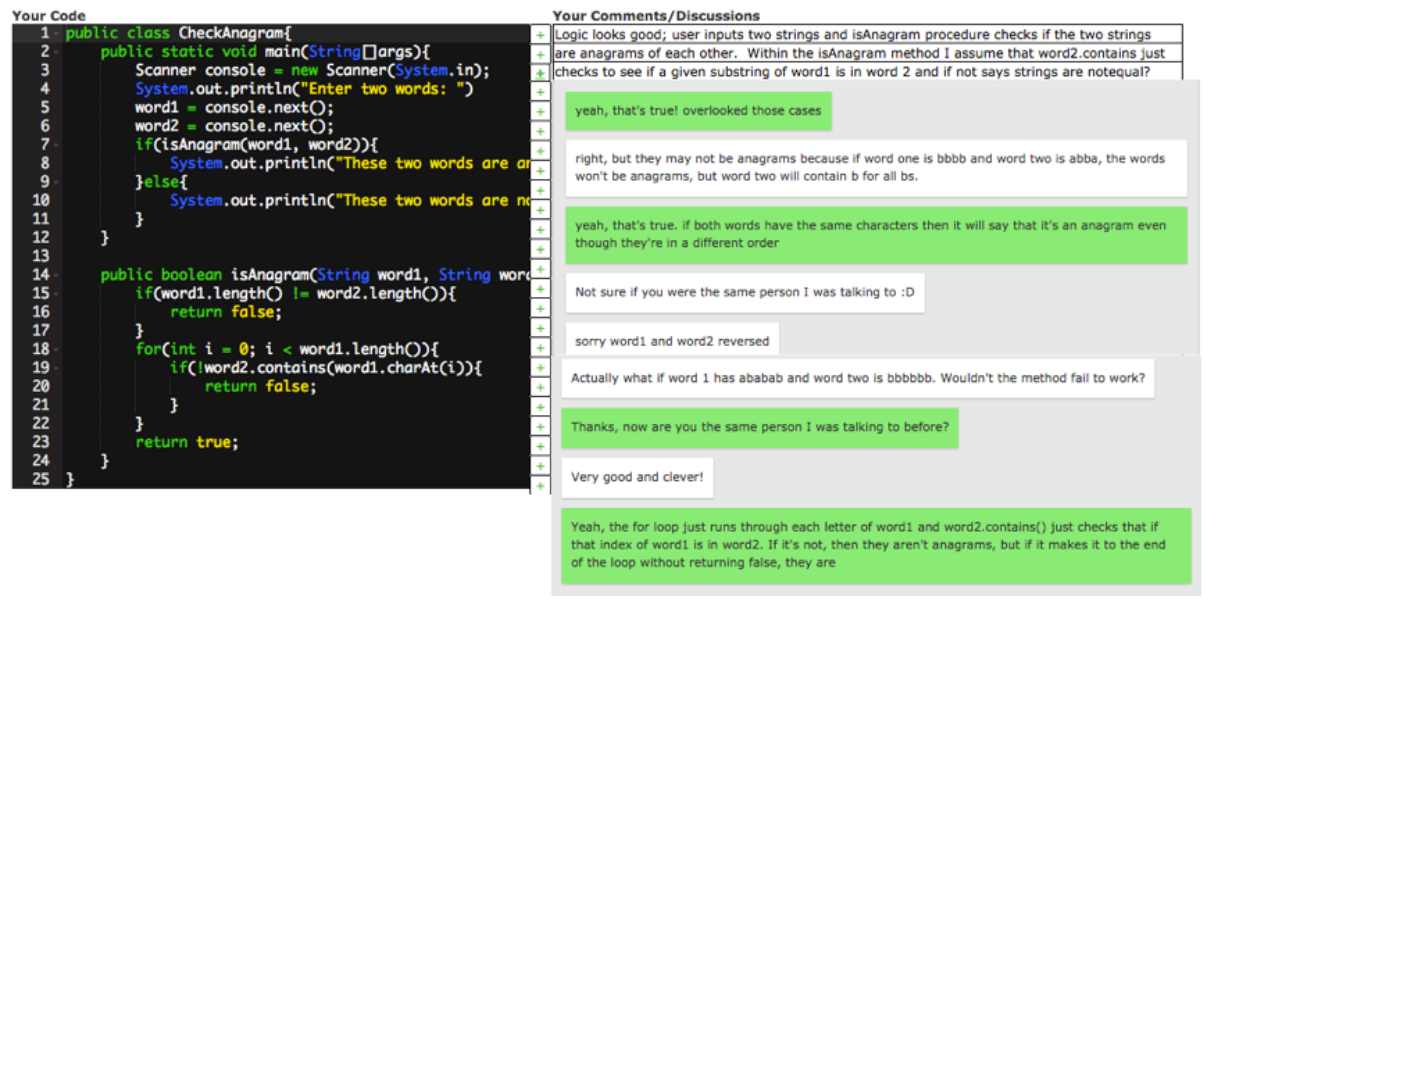 Your Code
1 public class CheckAnagram{
2 public static void main(String[]args){
3 Scanner console = new Scanner(System.in);
4 System.out.println("Enter two words: ")
5 word1 = console.next();
6 word2 = console.next();
7 if(isAnagram(word1, word2)){
8 System.out.println("These two words are
9 }else{
10 System.out.println("These two words are
11 }
12 }
13
14 public boolean isAnagram(String word1, String
15 if(word1.length() != word2.length()){
16 return false;
17 }
18 for(int i = 0; i < word1.length()){
19 if(!word2.contains(word1.charAt(i)){
20 return false;
21 }
22 }
23 return true;
24 }
25 }
Your Comments/Discussions
Logic looks good; user inputs two strings and isAnagram procedure checks if the two strings
are anagrams of each other. Within the isAnagram method I assume that word2.contains just
checks to see if a given substring of word1 is in word 2 and if not says strings are notequal?
yeah, that's true! overlooked those cases
right, but they may not be anagrams because if word one is bbbb and word two is abba, the words
won't be anagrams, but word two will contain b for all bs.
yeah, that's true. if both words have the same characters then it will say that it's an anagram even
though they're in a different order
Not sure if you were the same person I was talking to :D
sorry word1 and word2 reversed
Actually what if word 1 has ababab and word two is bbbbbb. Wouldn't the method fail to work?
Thanks, now are you the same person I was talking to before?
Very good and clever!
Yeah, the for loop just runs through each letter of word1 and word2.contains() just checks that if
that index of word1 is in word2. If it's not, then they aren't anagrams, but if it makes it to the end
of the loop without returning false, they are